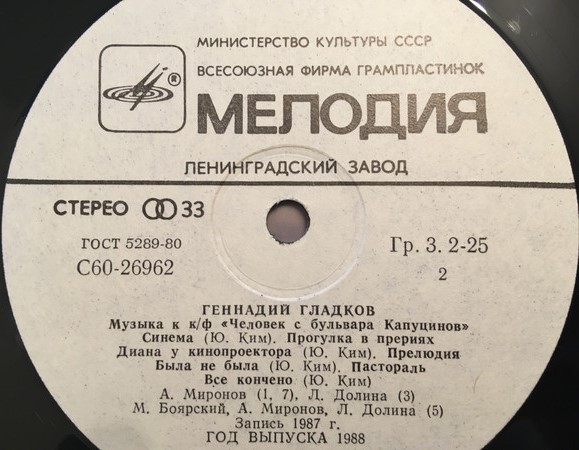 МИНИСТЕРСТВО КУЛЬТУРЫ СССР
ВСЕСОЮЗНАЯ ФИРМА ГРАМПЛАСТИНОК
®
МЕЛОДИЯ
ЛЕНИНГРАДСКИЙ ЗАВОД
СТЕРЕО 33
ГОСТ 5289-80
Гр. 3. 2-25
С60-26962
2
ГЕННАДИЙ ГЛАДКОВ
Музыка к к/ф «Человек с бульвара Капуцинов»
Синема (Ю. Ким). Прогулка в прериях
Диана у кинопроектора (Ю. Ким). Прелюдия
Была не была (Ю. Ким). Пастораль
Все кончено (Ю. Ким)
А. Миронов (1, 7), Л. Долина (3)
М. Боярский, А. Миронов, Л. Долина (5)
Запись 1987 г.
ГОД ВЫПУСКА 1988